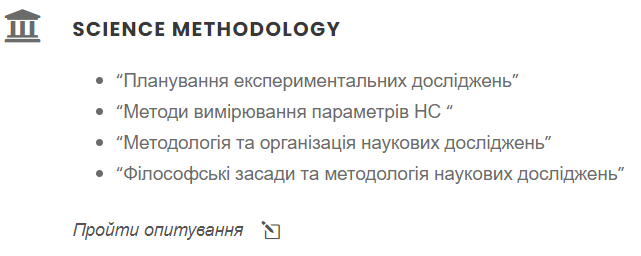 SCIENCE METHODOLOGY
“Планування експериментальних досліджень”
“Методи вимірювання параметрів НС “
“Методологія та організація наукових досліджень”
“Філософські засади та методологія наукових досліджень”
Пройти опитування